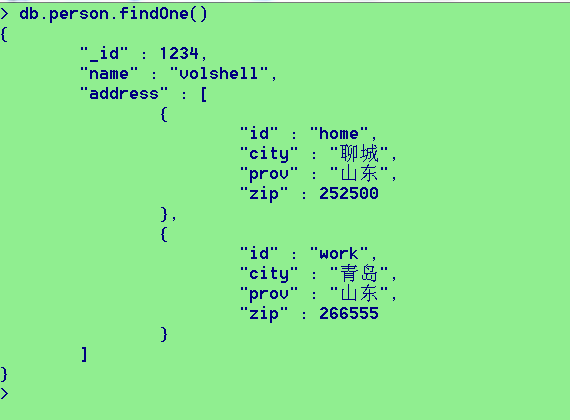 > db.person.findOne()
{
        "_id" : 1234,
        "name" : "volshell",
        "address" : [
                {
                        "id" : "home",
                        "city" : "聊城",
                        "prov" : "山东",
                        "zip" : 252500
                },
                {
                        "id" : "work",
                        "city" : "青岛",
                        "prov" : "山东",
                        "zip" : 266555
                }
        ]
}
>